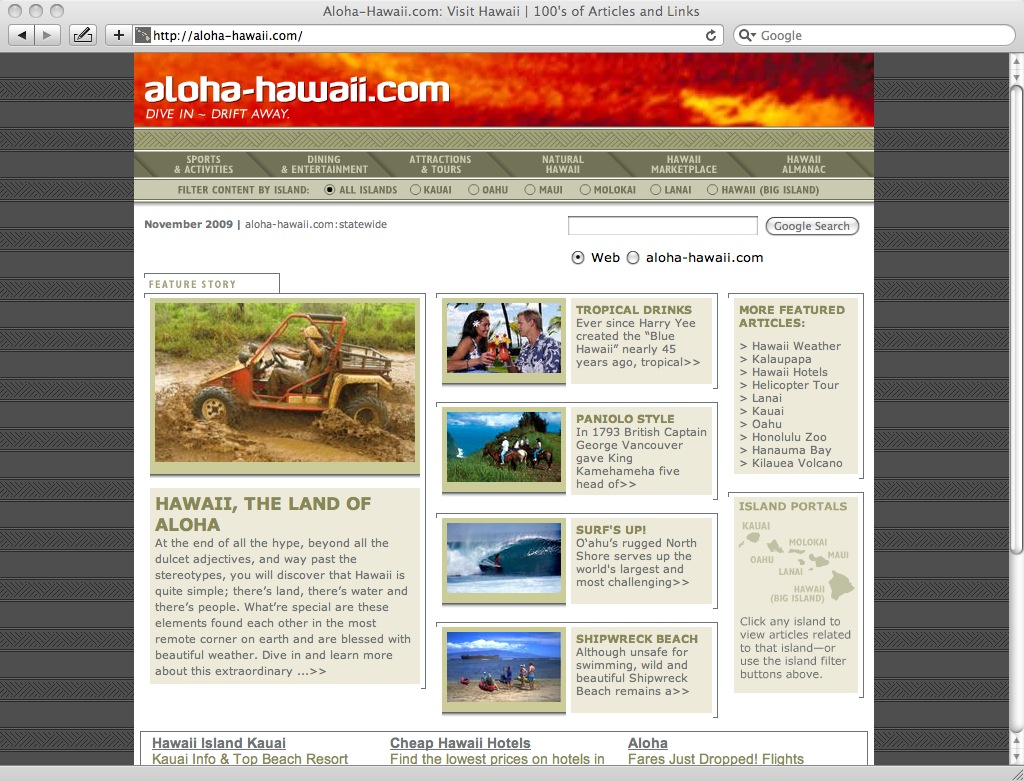 Aloha-Hawaii.com: Visit Hawaii | 100's of Articles and Links
http://aloha-hawaii.com/
Google
aloha-hawaii.com
DIVE IN ~ DRIFT AWAY.
SPORTS
& ACTIVITIES
DINING
& ENTERTAINMENT
ATTRACTIONS
& TOURS
NATURAL
HAWAII
HAWAII
MARKETPLACE
HAWAII
ALMANAC
FILTER CONTENT BY ISLAND: ALL ISLANDS KAUAI OAHU MAUI MOLOKAI LANAI HAWAII (BIG ISLAND)
November 2009 | aloha-hawaii.com:statewide
Google Search
Web aloha-hawaii.com
FEATURE STORY
HAWAII, THE LAND OF
ALOHA
At the end of all the hype, beyond all the
dulcet adjectives, and way past the
stereotypes, you will discover that Hawaii is
quite simple; there's land, there's water and
there's people. What're special are these
elements found each other in the most
remote corner on earth and are blessed with
beautiful weather. Dive in and learn more
about this extraordinary ...>>
TROPICAL DRINKS
Ever since Harry Yee
created the “Blue
Hawaii” nearly 45
years ago, tropical>>
PANIOLO STYLE
In 1793 British Captain
George Vancouver
gave King
Kamehameha five
head of>>
SURF'S UP!
O'ahu's rugged North
Shore serves up the
world's largest and
most challenging>>
SHIPWRECK BEACH
Although unsafe for
swimming, wild and
beautiful Shipwreck
Beach remains a>>
MORE FEATURED
ARTICLES:
> Hawaii Weather
> Kalaupapa
> Hawaii Hotels
> Helicopter Tour
> Lanai
> Kauai
> Oahu
> Honolulu Zoo
> Hanauma Bay
> Kilauea Volcano
ISLAND PORTALS
KAUAI
MOLOKAI
OAHU
MAUI
LANAI
HAWAII
(BIG ISLAND)
Click any island to
view articles related
to that island—or
use the island filter
buttons above.
Hawaii Island Kauai
Kauai Info & Top Beach Resort
Cheap Hawaii Hotels
Find the lowest prices on hotels in
Aloha
Fares Just Dropped! Flights